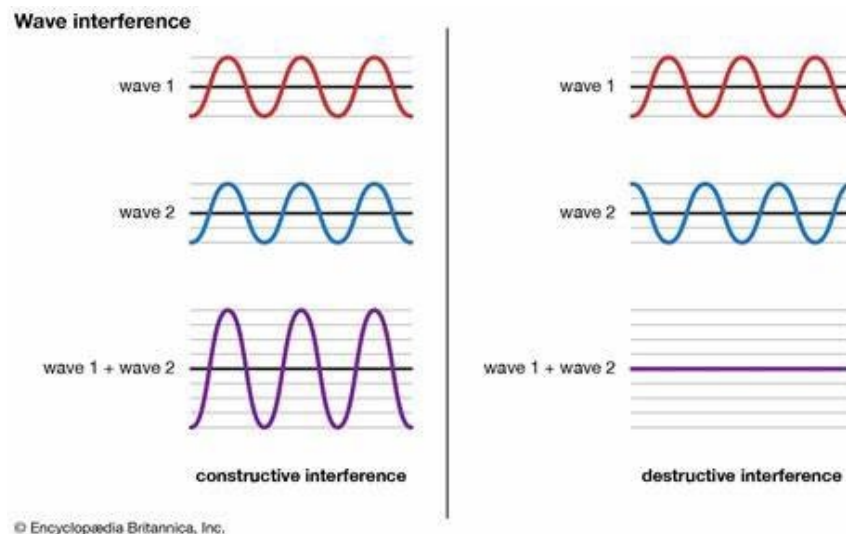 Wave interference
wave 1
wave 2
wave 1 + wave 2
constructive interference
wave 1
wave 2
wave 1 + wave 2
destructive interference
© Encyclopædia Britannica, Inc.